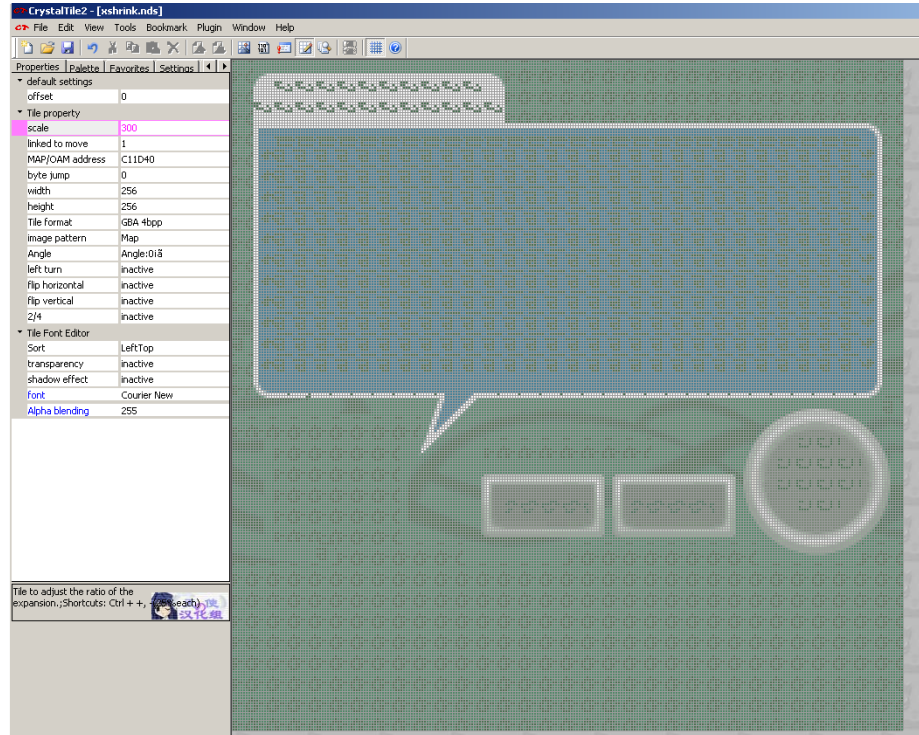 CrystalTile2 - [xshrink.nds]
File Edit View Tools Bookmark Plugin Window Help
Properties Palette Favorites Settings
default settings
offset 0
Tile property
scale 300
linked to move 1
MAP/OAM address C11D40
byte jump 0
width 256
height 256
Tile format GBA 4bpp
image pattern Map
Angle Angle:0iã
left turn inactive
flip horizontal inactive
flip vertical inactive
2/4 inactive
Tile Font Editor
Sort LeftTop
transparency inactive
shadow effect inactive
font Courier New
Alpha blending 255
Tile to adjust the ratio of the
expansion.;Shortcuts: Ctrl + +, -
汉化组